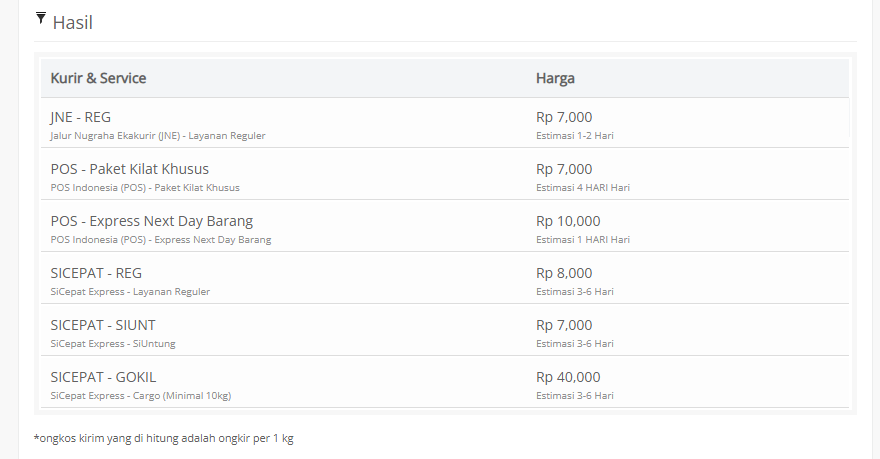 Hasil
Kurir & Service Harga
JNE - REG Rp 7,000
Jalur Nugraha Ekakurir (JNE) - Layanan Reguler Estimasi 1-2 Hari
POS - Paket Kilat Khusus Rp 7,000
POS Indonesia (POS) - Paket Kilat Khusus Estimasi 4 HARI Hari
POS - Express Next Day Barang Rp 10,000
POS Indonesia (POS) - Express Next Day Barang Estimasi 1 HARI Hari
SICEPAT - REG Rp 8,000
SiCepat Express - Layanan Reguler Estimasi 3-6 Hari
SICEPAT - SIUNT Rp 7,000
SiCepat Express - SiUntung Estimasi 3-6 Hari
SICEPAT - GOKIL Rp 40,000
SiCepat Express - Cargo (Minimal 10kg) Estimasi 3-6 Hari
*ongkos kirim yang di hitung adalah ongkir per 1 kg